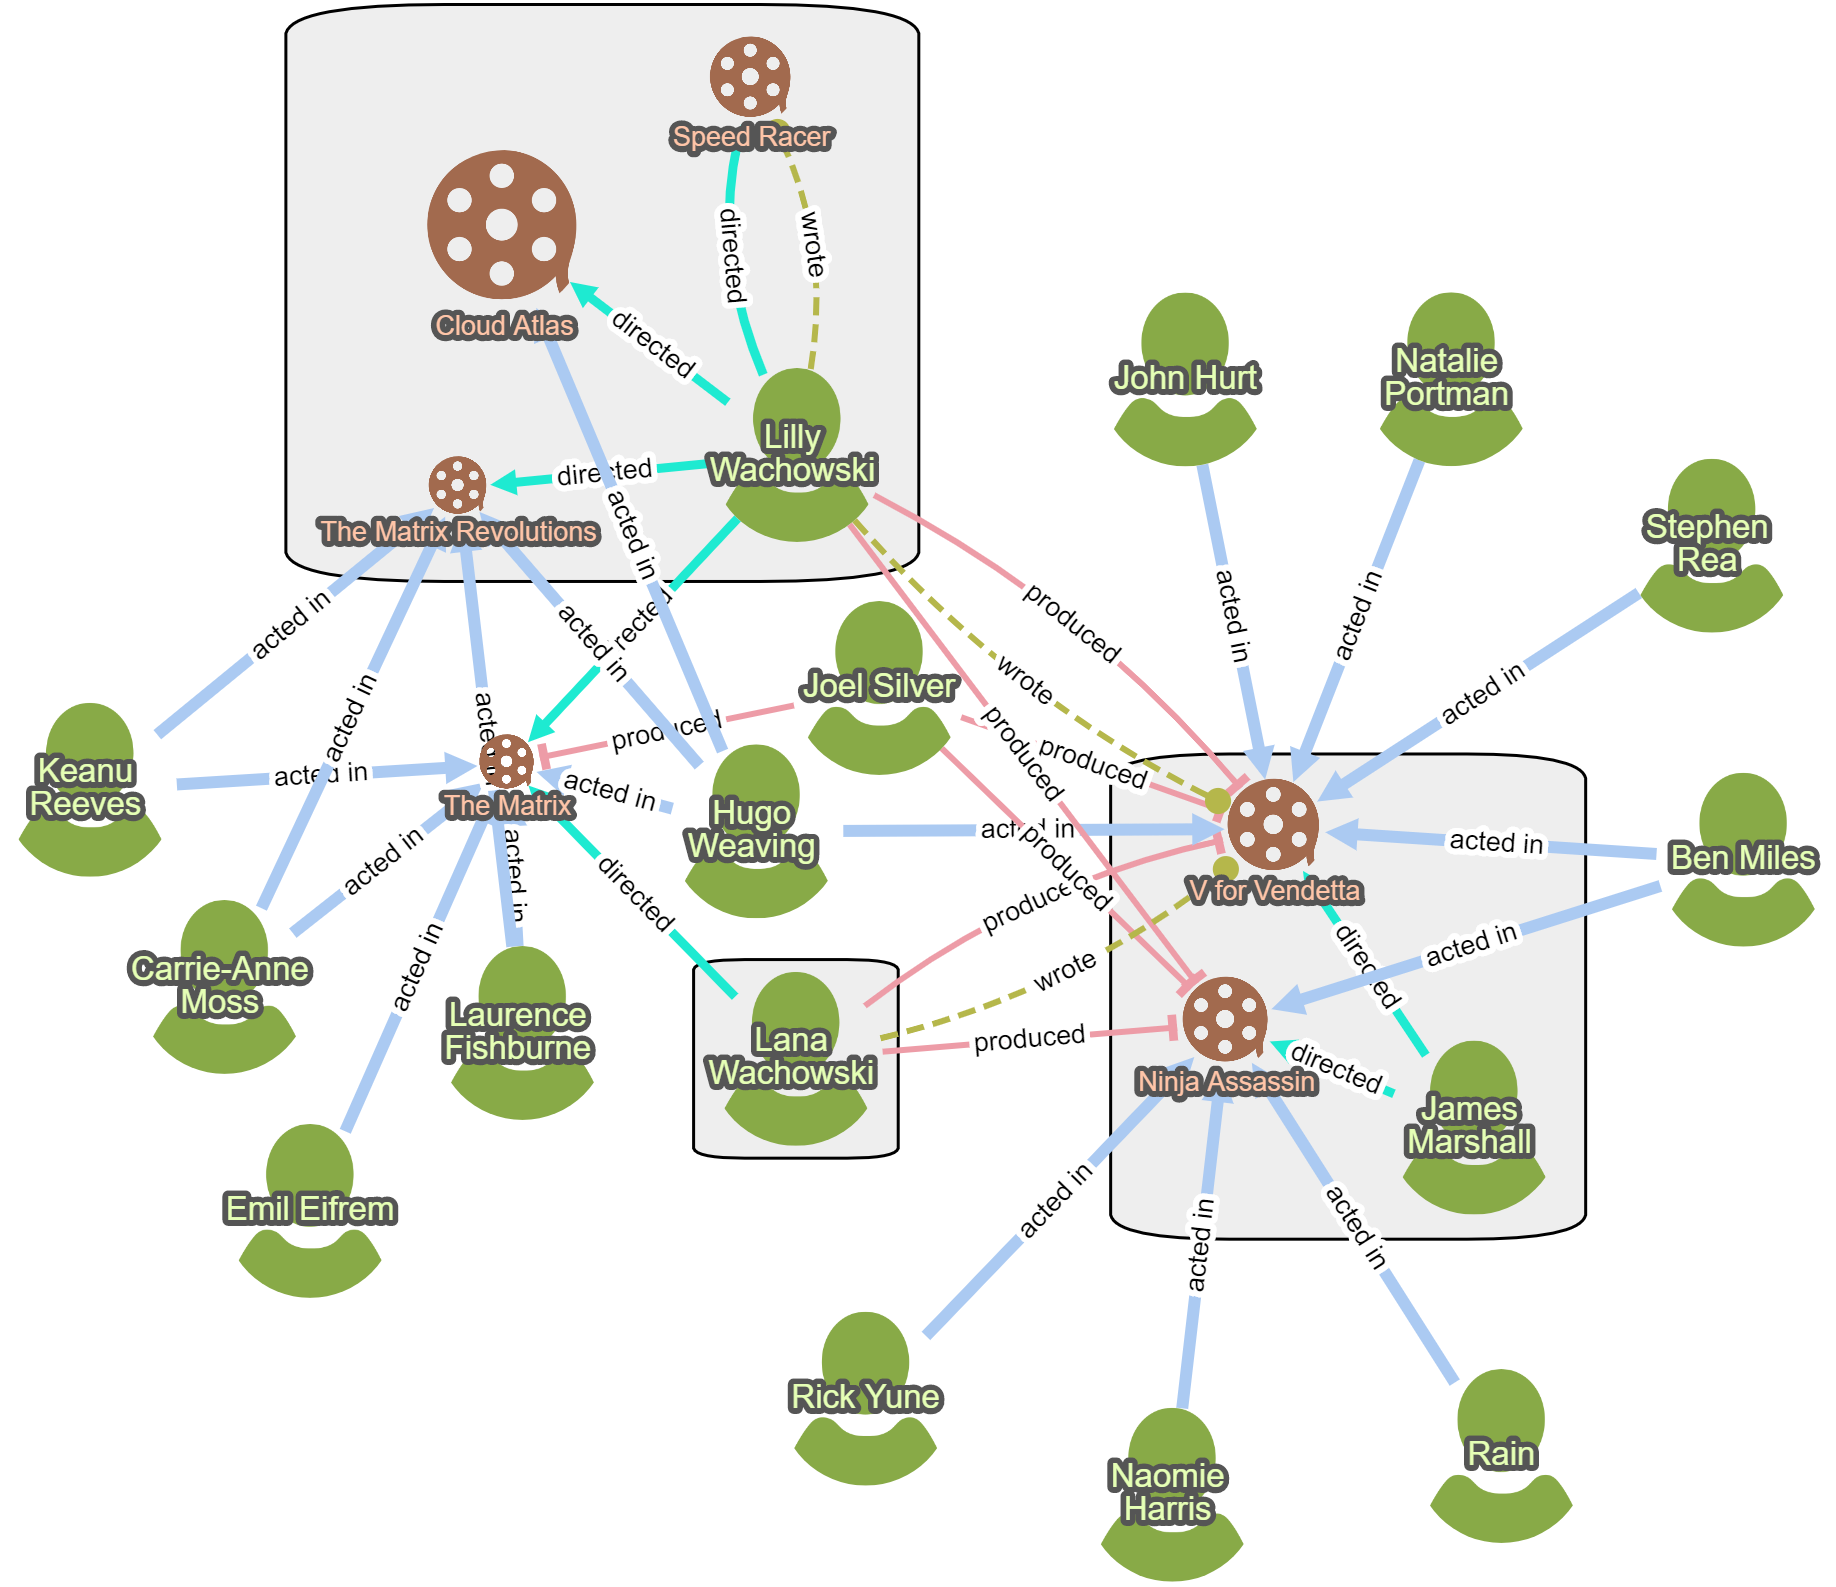 Speed Racer
directed
wrote
Cloud Atlas
directed
Lilly
Wachowski
directed
The Matrix Revolutions
acted in
John Hurt
Natalie
Portman
Stephen
Rea
acted in
acted in
acted in
acted in
acted in
rected
produced
wrote
produced
Joel Silver
produced
produced
acted in
Keanu
Reeves
acted in
The Matrix
acted in
Hugo
Weaving
acted in
produced
produce
wrote
V for Vendetta
acted in
Ben Miles
acted in
directed
acted in
acted in
acted in
directed
Carrie-Anne
Moss
Laurence
Fishburne
Lana
Wachowski
produced
Ninja Assassin
directed
James
Marshall
Emil Eifrem
acted in
acted in
acted in
Rick Yune
Naomie
Harris
Rain